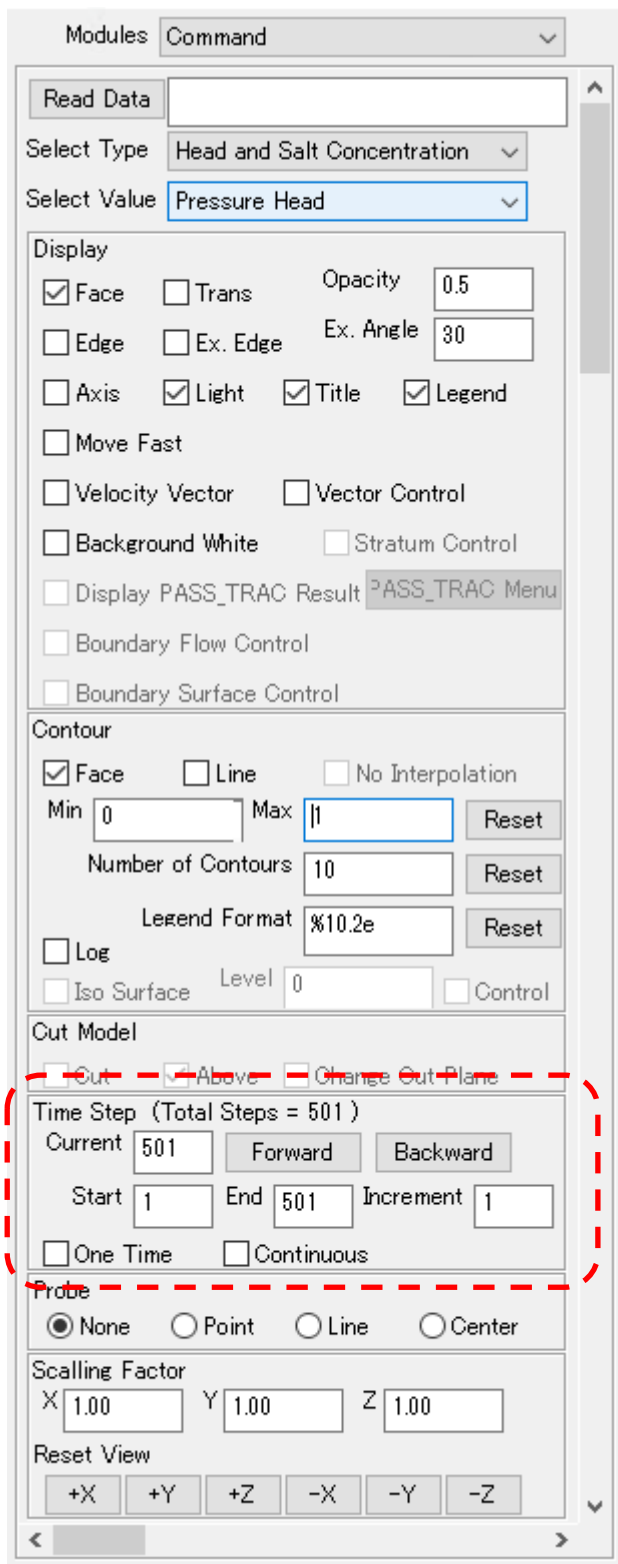 Modules Command
Read Data
Select Type Head and Salt Concentration
Select Value Pressure Head
Display
Face Trans Opacity 0.5
Edge Ex. Edge Ex. Angle 30
Axis Light Title Legend
Move Fast
Velocity Vector Vector Control
Background White Stratum Control
Display PASS_TRAC Result PASS_TRAC Menu
Boundary Flow Control
Boundary Surface Control
Contour
Face Line No Interpolation
Min 0 Max 1 Reset
Number of Contours 10 Reset
Legend Format %10.2e Reset
Log
Iso Surface Level 0 Control
Cut Model
Cut Above Change Cut Plane
Time Step (Total Steps = 501 )
Current 501 Forward Backward
Start 1 End 501 Increment 1
One Time Continuous
Probe
None Point Line Center
Scalling Factor
X 1.00 Y 1.00 Z 1.00
Reset View
+X +Y +Z -X -Y -Z